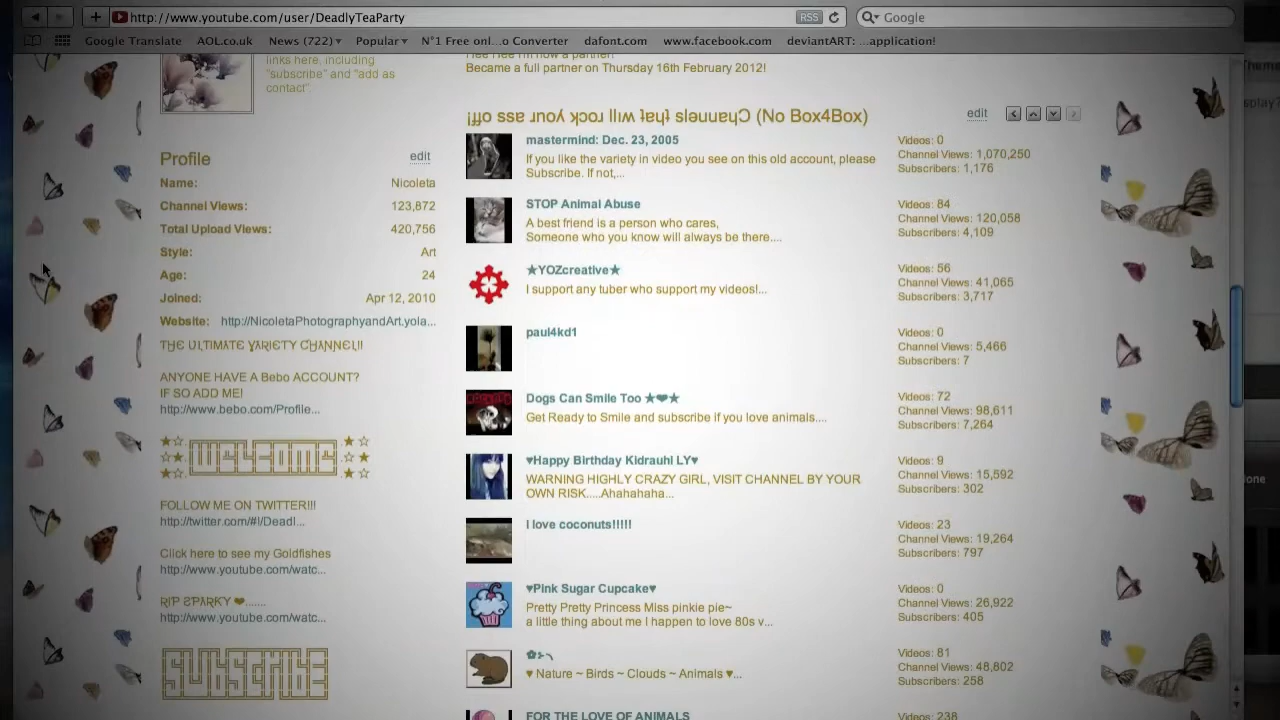 http://www.youtube.com/user/DeadlyTeaParty
RSS
Google
Google Translate
AOL.co.uk
News (722)
Popular
N°1 Free onl...o Converter
dafont.com
www.facebook.com
deviantART: ...application!
links here, including
"subscribe" and "add as
contact".
Became a full partner on Thursday 16th February 2012!
Profile
edit
Name: Nicoleta
Channel Views: 123,872
Total Upload Views: 420,756
Style: Art
Age: 24
Joined: Apr 12, 2010
Website: http://NicoletaPhotographyandArt.yola...
ANYONE HAVE A Bebo ACCOUNT?
IF SO ADD ME!
http://www.bebo.com/Profile...
★☆ ★☆
☆★ WELCOME ☆★
★☆ ★☆
FOLLOW ME ON TWITTER!!!
http://twitter.com/#!/Deadl...
Click here to see my Goldfishes
http://www.youtube.com/watc...
http://www.youtube.com/watc...
SUBSCRIBE
¡ɟɟo ssɐ ɹnoʎ ʞɔoɹ llıʍ ʇɐɥʇ slǝuuɐɥƆ (No Box4Box)
edit
mastermind: Dec. 23, 2005
If you like the variety in video you see on this old account, please
Subscribe. If not,...
Videos: 0
Channel Views: 1,070,250
Subscribers: 1,176
STOP Animal Abuse
A best friend is a person who cares,
Someone who you know will always be there....
Videos: 84
Channel Views: 120,058
Subscribers: 4,109
★YOZcreative★
I support any tuber who support my videos!...
Videos: 56
Channel Views: 41,065
Subscribers: 3,717
paul4kd1
Videos: 0
Channel Views: 5,466
Subscribers: 7
Dogs Can Smile Too ★❤★
Get Ready to Smile and subscribe if you love animals....
Videos: 72
Channel Views: 98,611
Subscribers: 7,264
♥Happy Birthday Kidrauhl LY♥
WARNING HIGHLY CRAZY GIRL, VISIT CHANNEL BY YOUR
OWN RISK.....Ahahahaha...
Videos: 9
Channel Views: 15,592
Subscribers: 302
I love coconuts!!!!!
Videos: 23
Channel Views: 19,264
Subscribers: 797
♥Pink Sugar Cupcake♥
Pretty Pretty Princess Miss pinkie pie~
a little thing about me I happen to love 80s v...
Videos: 0
Channel Views: 26,922
Subscribers: 405
♥ Nature ~ Birds ~ Clouds ~ Animals ♥...
Videos: 81
Channel Views: 48,802
Subscribers: 258
FOR THE LOVE OF ANIMALS
Videos: 238